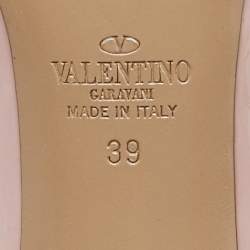 VALENTINO
GARAVANI
MADE IN ITALY
39